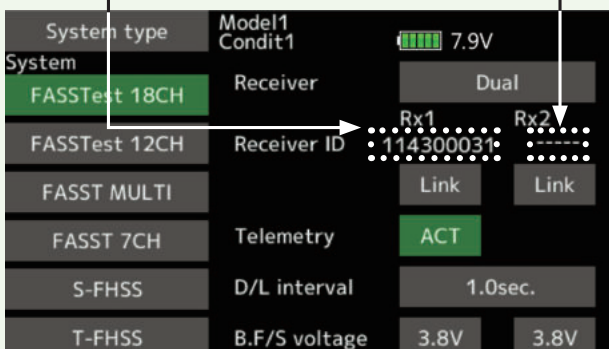 System type
Model1
Condit1
7.9V
System
FASSTest 18CH
Receiver
Dual
Rx1
Rx2
FASSTest 12CH
Receiver ID
114300031
-----
FASST MULTI
Link
Link
FASST 7CH
Telemetry
ACT
S-FHSS
D/L interval
1.0sec.
T-FHSS
B.F/S voltage
3.8V
3.8V